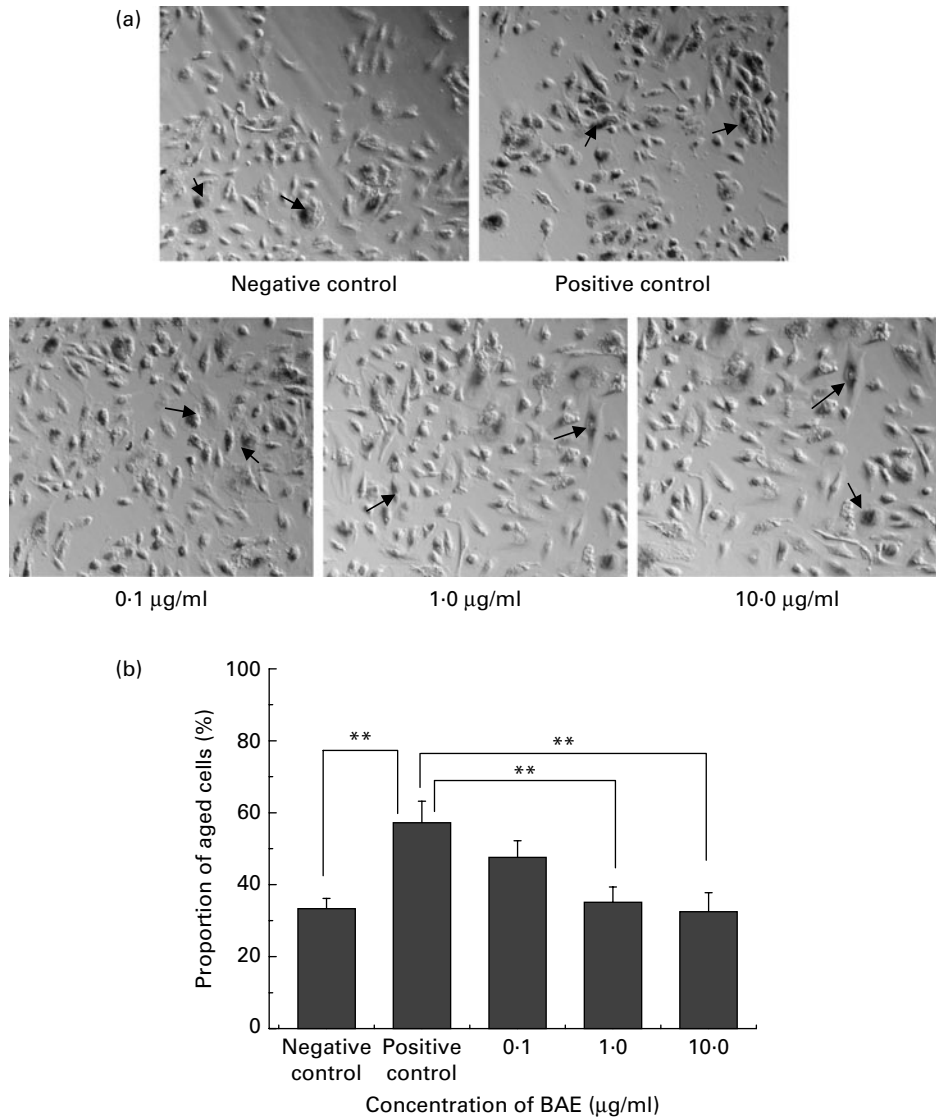 (a)
Negative control
Positive control
0·1 μg/ml
1·0 μg/ml
10·0 μg/ml
(b)
Proportion of aged cells (%)
100
80
60
40
20
0
**
**
**
Negative control
Positive control
0·1
1·0
10·0
Concentration of BAE (μg/ml)